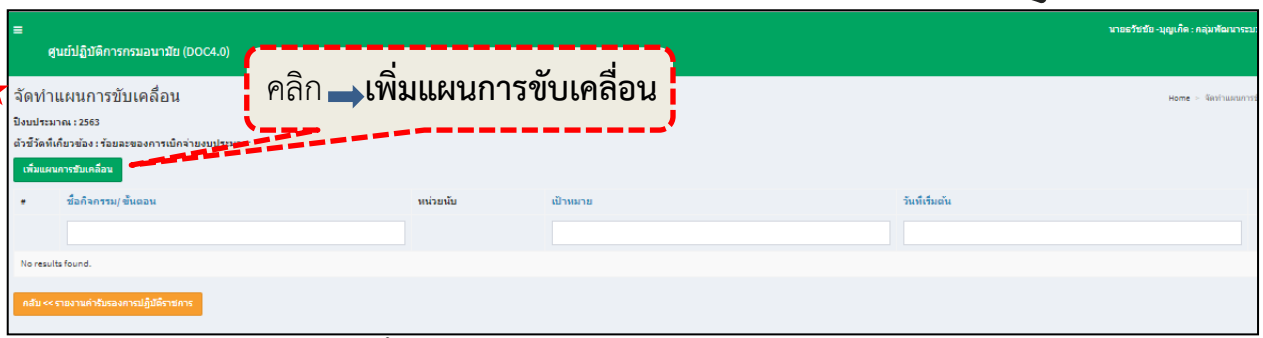 ศูนย์ปฏิบัติการกรมอนามัย (DOC4.0)
นายธวัชชัย -บุญเกิด : กลุ่มพัฒนาระบ
คลิก เพิ่มแผนการขับเคลื่อน
จัดทำแผนการขับเคลื่อน
Home > จัดทำแผนการขั
ปีงบประมาณ : 2563
ตัวชี้วัดที่เกี่ยวข้อง : ร้อยละของการเบิกจ่ายงบประมาณ
เพิ่มแผนการขับเคลื่อน
# ชื่อกิจกรรม/ขั้นตอน หน่วยนับ เป้าหมาย วันที่เริ่มต้น
No results found.
กลับ << รายงานคำรับรองการปฏิบัติราชการ